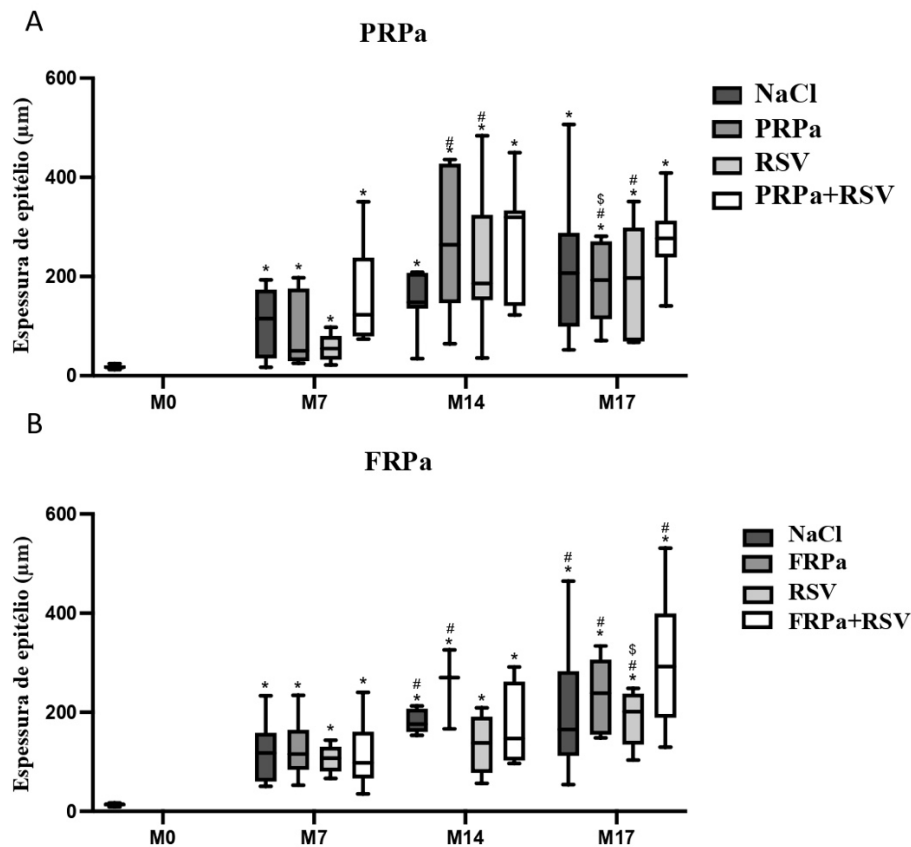 A
PRPa
Espessura de epitélio (µm)
600
400
200
0
* * * *
* #* #* *
* $#* #* *
M0 M7 M14 M17
NaCl
PRPa
RSV
PRPa+RSV
B
FRPa
Espessura de epitélio (µm)
600
400
200
0
* * * *
#* #* * *
#* #* $#* #*
M0 M7 M14 M17
NaCl
FRPa
RSV
FRPa+RSV